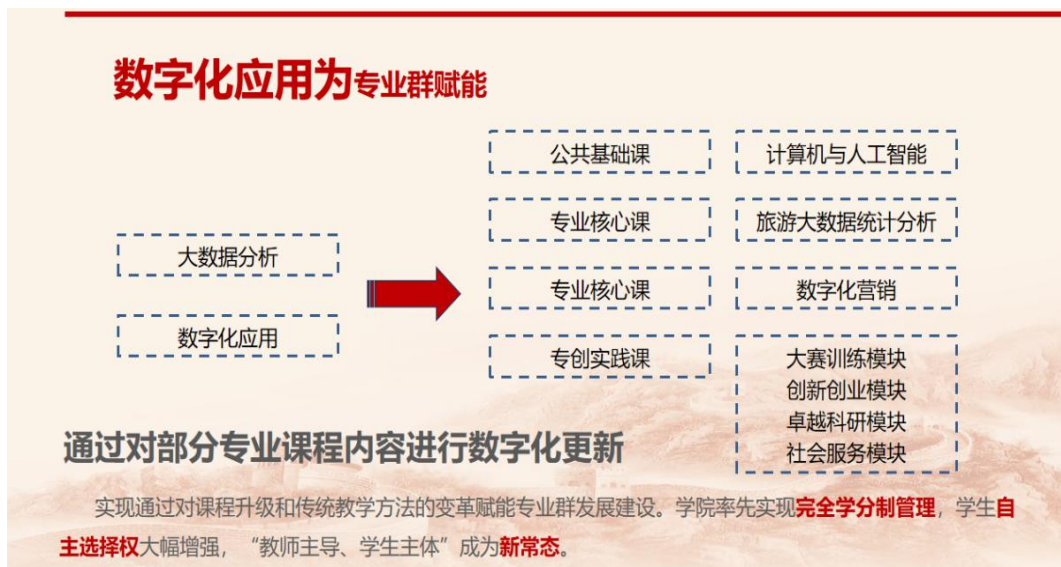 数字化应用为专业群赋能
公共基础课
计算机与人工智能
专业核心课
旅游大数据统计分析
大数据分析
专业核心课
数字化营销
数字化应用
专创实践课
大赛训练模块
创新创业模块
卓越科研模块
社会服务模块
通过对部分专业课程内容进行数字化更新
实现通过对课程升级和传统教学方法的变革赋能专业群发展建设。学院率先实现完全学分制管理，学生自
主选择权大幅增强，“教师主导、学生主体”成为新常态。